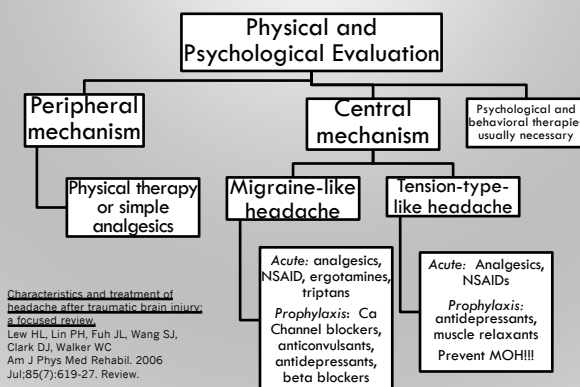 Physical and
Psychological Evaluation
Peripheral
mechanism
Central
mechanism
Psychological and
behavioral therapies
usually necessary
Physical therapy
or simple
analgesics
Migraine-like
headache
Tension-type-
like headache
Acute: analgesics,
NSAID, ergotamines,
triptans
Prophylaxis: Ca
Channel blockers,
anticonvulsants,
antidepressants,
beta blockers
Acute: Analgesics,
NSAIDs
Prophylaxis:
antidepressants,
muscle relaxants
Prevent MOH!!!
Characteristics and treatment of
headache after traumatic brain injury:
a focused review.
Lew HL, Lin PH, Fuh JL, Wang SJ,
Clark DJ, Walker WC
Am J Phys Med Rehabil. 2006
Jul;85(7):619-27. Review.